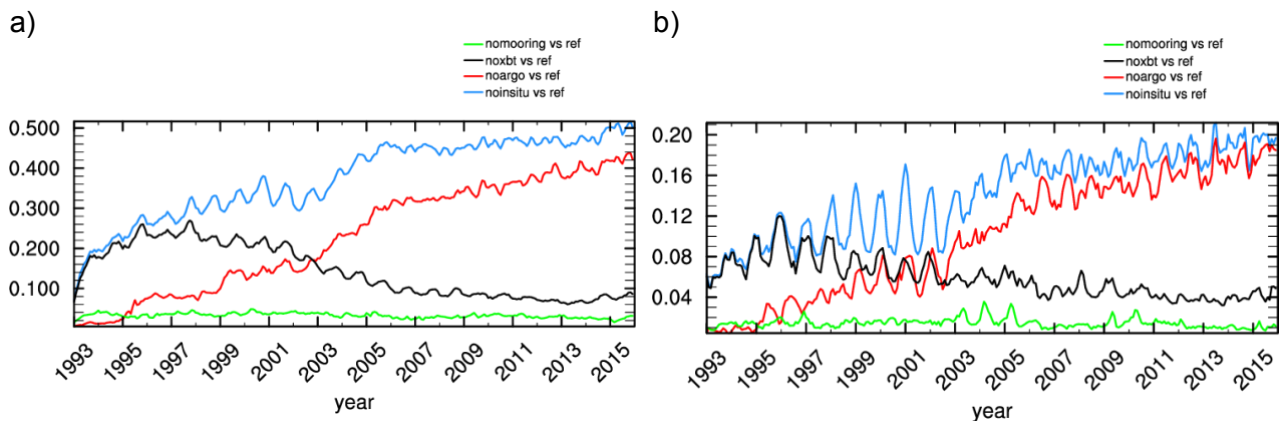 a)
nomooring vs ref
noxbt vs ref
noargo vs ref
noinsitu vs ref
0.500
0.400
0.300
0.200
0.100
1993 1995 1997 1999 2001 2003 2005 2007 2009 2011 2013 2015
year
b)
nomooring vs ref
noxbt vs ref
noargo vs ref
noinsitu vs ref
0.20
0.16
0.12
0.08
0.04
1993 1995 1997 1999 2001 2003 2005 2007 2009 2011 2013 2015
year